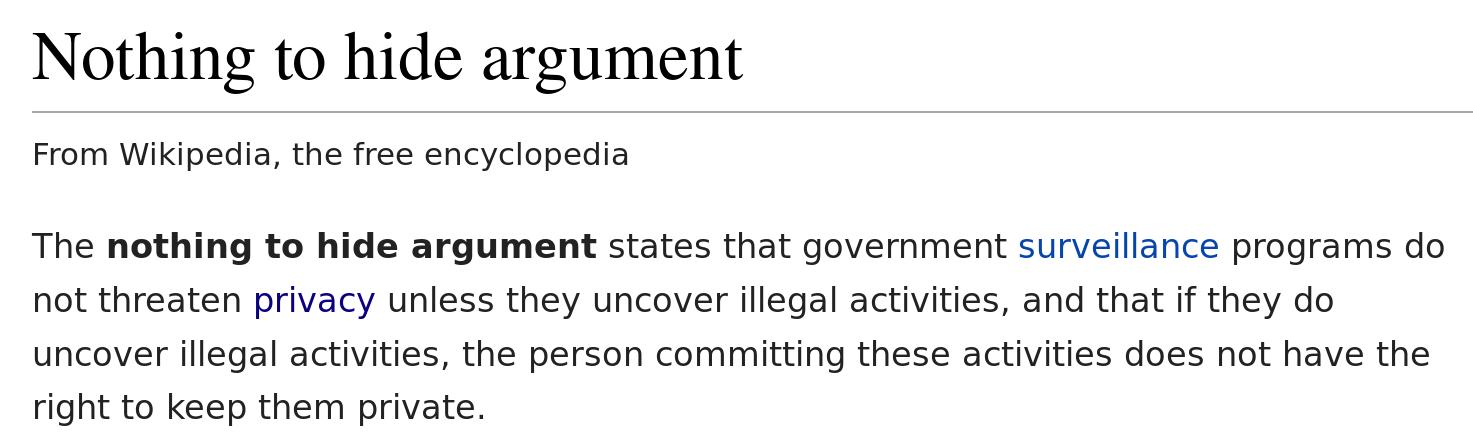 Nothing to hide argument
From Wikipedia, the free encyclopedia
The nothing to hide argument states that government surveillance programs do
not threaten privacy unless they uncover illegal activities, and that if they do
uncover illegal activities, the person committing these activities does not have the
right to keep them private.